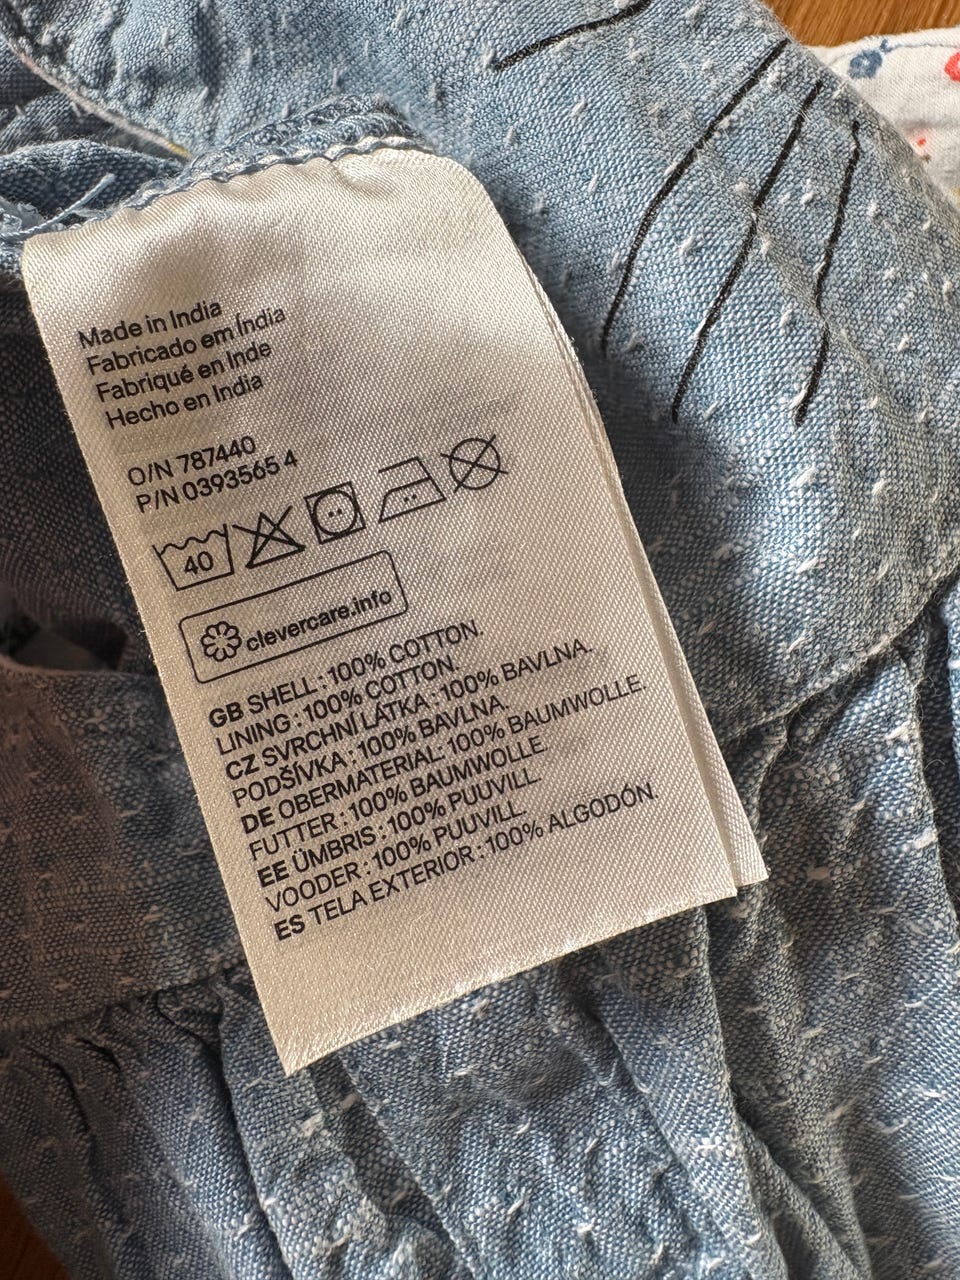 Made in India
Fabricado em Índia
Fabriqué en Inde
Hecho en India
O/N 787440
P/N 0393565 4
40
clevercare.info
GB SHELL : 100% COTTON.
LINING : 100% COTTON.
CZ SVRCHNÍ LÁTKA : 100% BAVLNA.
PODŠÍVKA : 100% BAVLNA.
DE OBERMATERIAL: 100% BAUMWOLLE.
FUTTER : 100% BAUMWOLLE.
EE ÜMBRIS : 100% PUUVILL.
VOODER : 100% PUUVILL.
ES TELA EXTERIOR : 100% ALGODÓN.